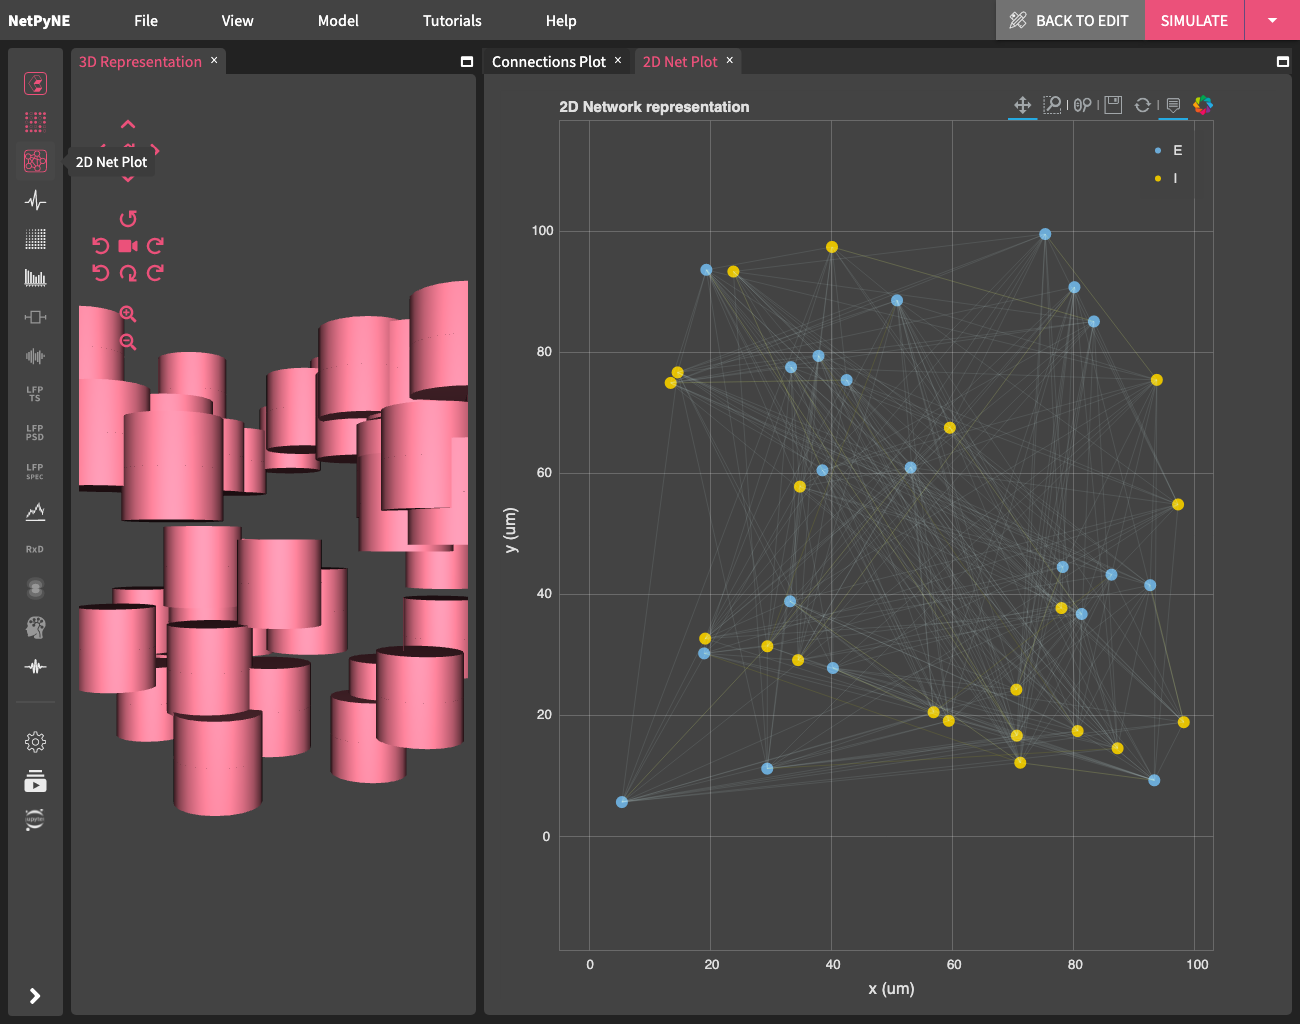 NetPyNE File View Model Tutorials Help BACK TO EDIT SIMULATE
3D Representation ×
Connections Plot × 2D Net Plot ×
2D Net Plot
LFP
TS
LFP
PSD
LFP
SPEC
RxD
jupyter
2D Network representation
E
I
100
80
60
40
20
0
y (um)
0 20 40 60 80 100
x (um)